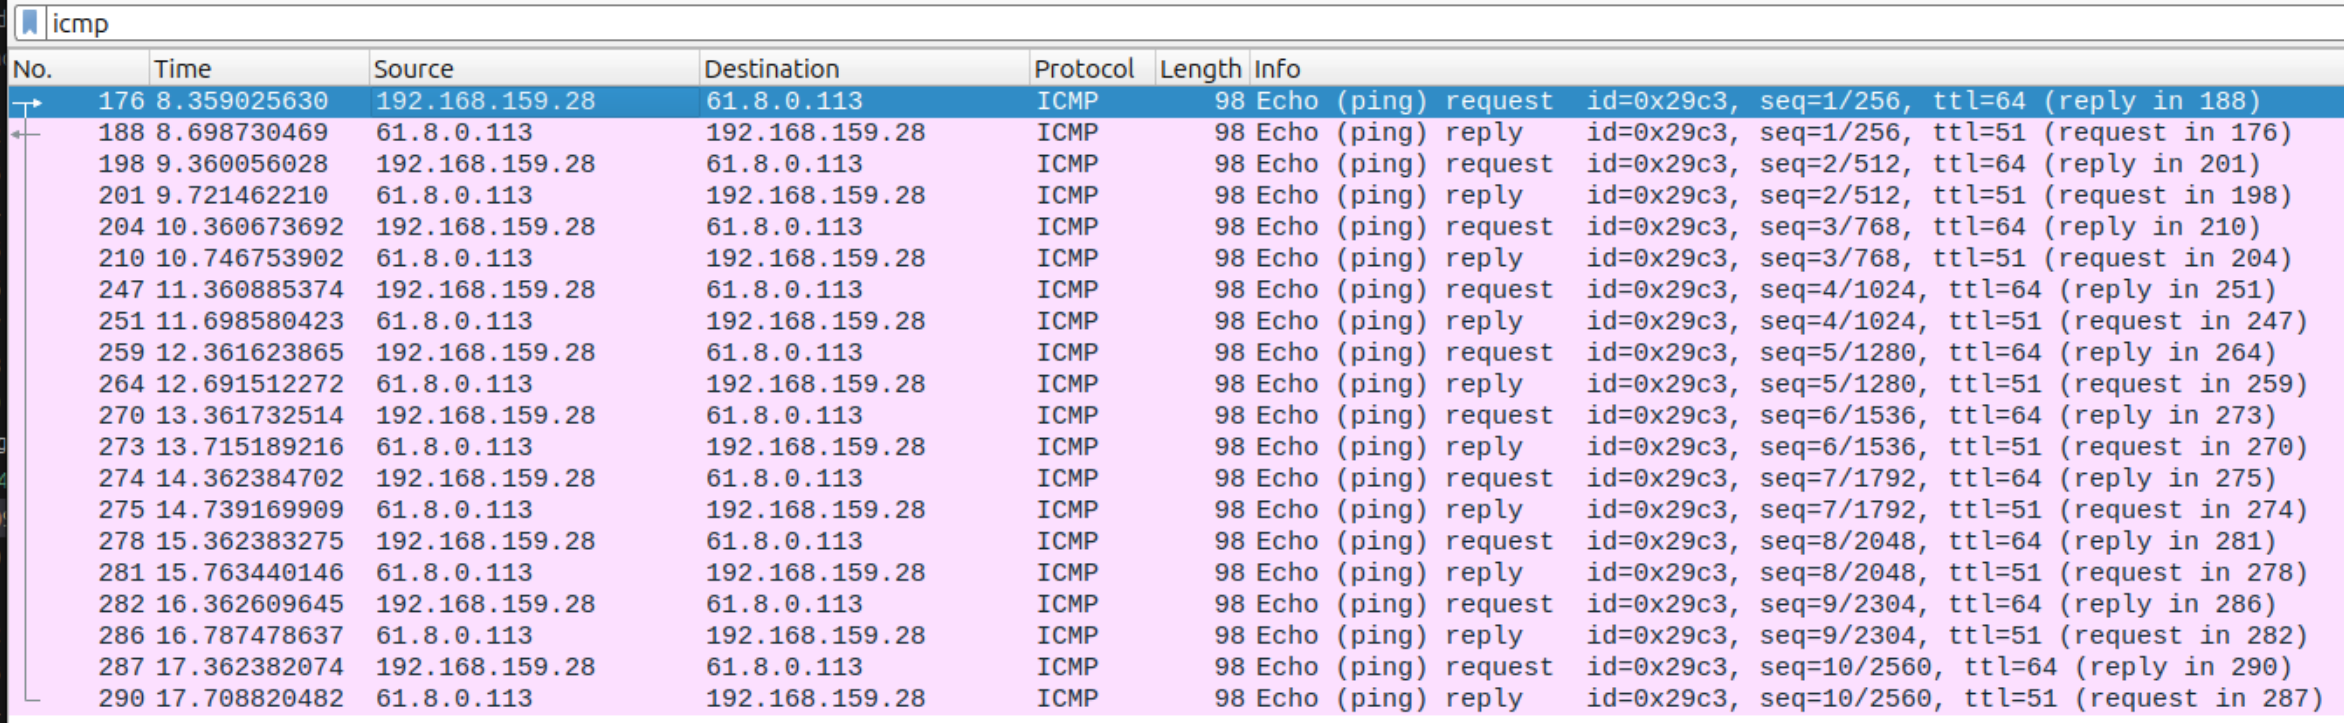 icmp
No. Time Source Destination Protocol Length Info
176 8.359025630 192.168.159.28 61.8.0.113 ICMP 98 Echo (ping) request id=0x29c3, seq=1/256, ttl=64 (reply in 188)
188 8.698730469 61.8.0.113 192.168.159.28 ICMP 98 Echo (ping) reply id=0x29c3, seq=1/256, ttl=51 (request in 176)
198 9.360056028 192.168.159.28 61.8.0.113 ICMP 98 Echo (ping) request id=0x29c3, seq=2/512, ttl=64 (reply in 201)
201 9.721462210 61.8.0.113 192.168.159.28 ICMP 98 Echo (ping) reply id=0x29c3, seq=2/512, ttl=51 (request in 198)
204 10.360673692 192.168.159.28 61.8.0.113 ICMP 98 Echo (ping) request id=0x29c3, seq=3/768, ttl=64 (reply in 210)
210 10.746753902 61.8.0.113 192.168.159.28 ICMP 98 Echo (ping) reply id=0x29c3, seq=3/768, ttl=51 (request in 204)
247 11.360885374 192.168.159.28 61.8.0.113 ICMP 98 Echo (ping) request id=0x29c3, seq=4/1024, ttl=64 (reply in 251)
251 11.698580423 61.8.0.113 192.168.159.28 ICMP 98 Echo (ping) reply id=0x29c3, seq=4/1024, ttl=51 (request in 247)
259 12.361623865 192.168.159.28 61.8.0.113 ICMP 98 Echo (ping) request id=0x29c3, seq=5/1280, ttl=64 (reply in 264)
264 12.691512272 61.8.0.113 192.168.159.28 ICMP 98 Echo (ping) reply id=0x29c3, seq=5/1280, ttl=51 (request in 259)
270 13.361732514 192.168.159.28 61.8.0.113 ICMP 98 Echo (ping) request id=0x29c3, seq=6/1536, ttl=64 (reply in 273)
273 13.715189216 61.8.0.113 192.168.159.28 ICMP 98 Echo (ping) reply id=0x29c3, seq=6/1536, ttl=51 (request in 270)
274 14.362384702 192.168.159.28 61.8.0.113 ICMP 98 Echo (ping) request id=0x29c3, seq=7/1792, ttl=64 (reply in 275)
275 14.739169909 61.8.0.113 192.168.159.28 ICMP 98 Echo (ping) reply id=0x29c3, seq=7/1792, ttl=51 (request in 274)
278 15.362383275 192.168.159.28 61.8.0.113 ICMP 98 Echo (ping) request id=0x29c3, seq=8/2048, ttl=64 (reply in 281)
281 15.763440146 61.8.0.113 192.168.159.28 ICMP 98 Echo (ping) reply id=0x29c3, seq=8/2048, ttl=51 (request in 278)
282 16.362609645 192.168.159.28 61.8.0.113 ICMP 98 Echo (ping) request id=0x29c3, seq=9/2304, ttl=64 (reply in 286)
286 16.787478637 61.8.0.113 192.168.159.28 ICMP 98 Echo (ping) reply id=0x29c3, seq=9/2304, ttl=51 (request in 282)
287 17.362382074 192.168.159.28 61.8.0.113 ICMP 98 Echo (ping) request id=0x29c3, seq=10/2560, ttl=64 (reply in 290)
290 17.708820482 61.8.0.113 192.168.159.28 ICMP 98 Echo (ping) reply id=0x29c3, seq=10/2560, ttl=51 (request in 287)